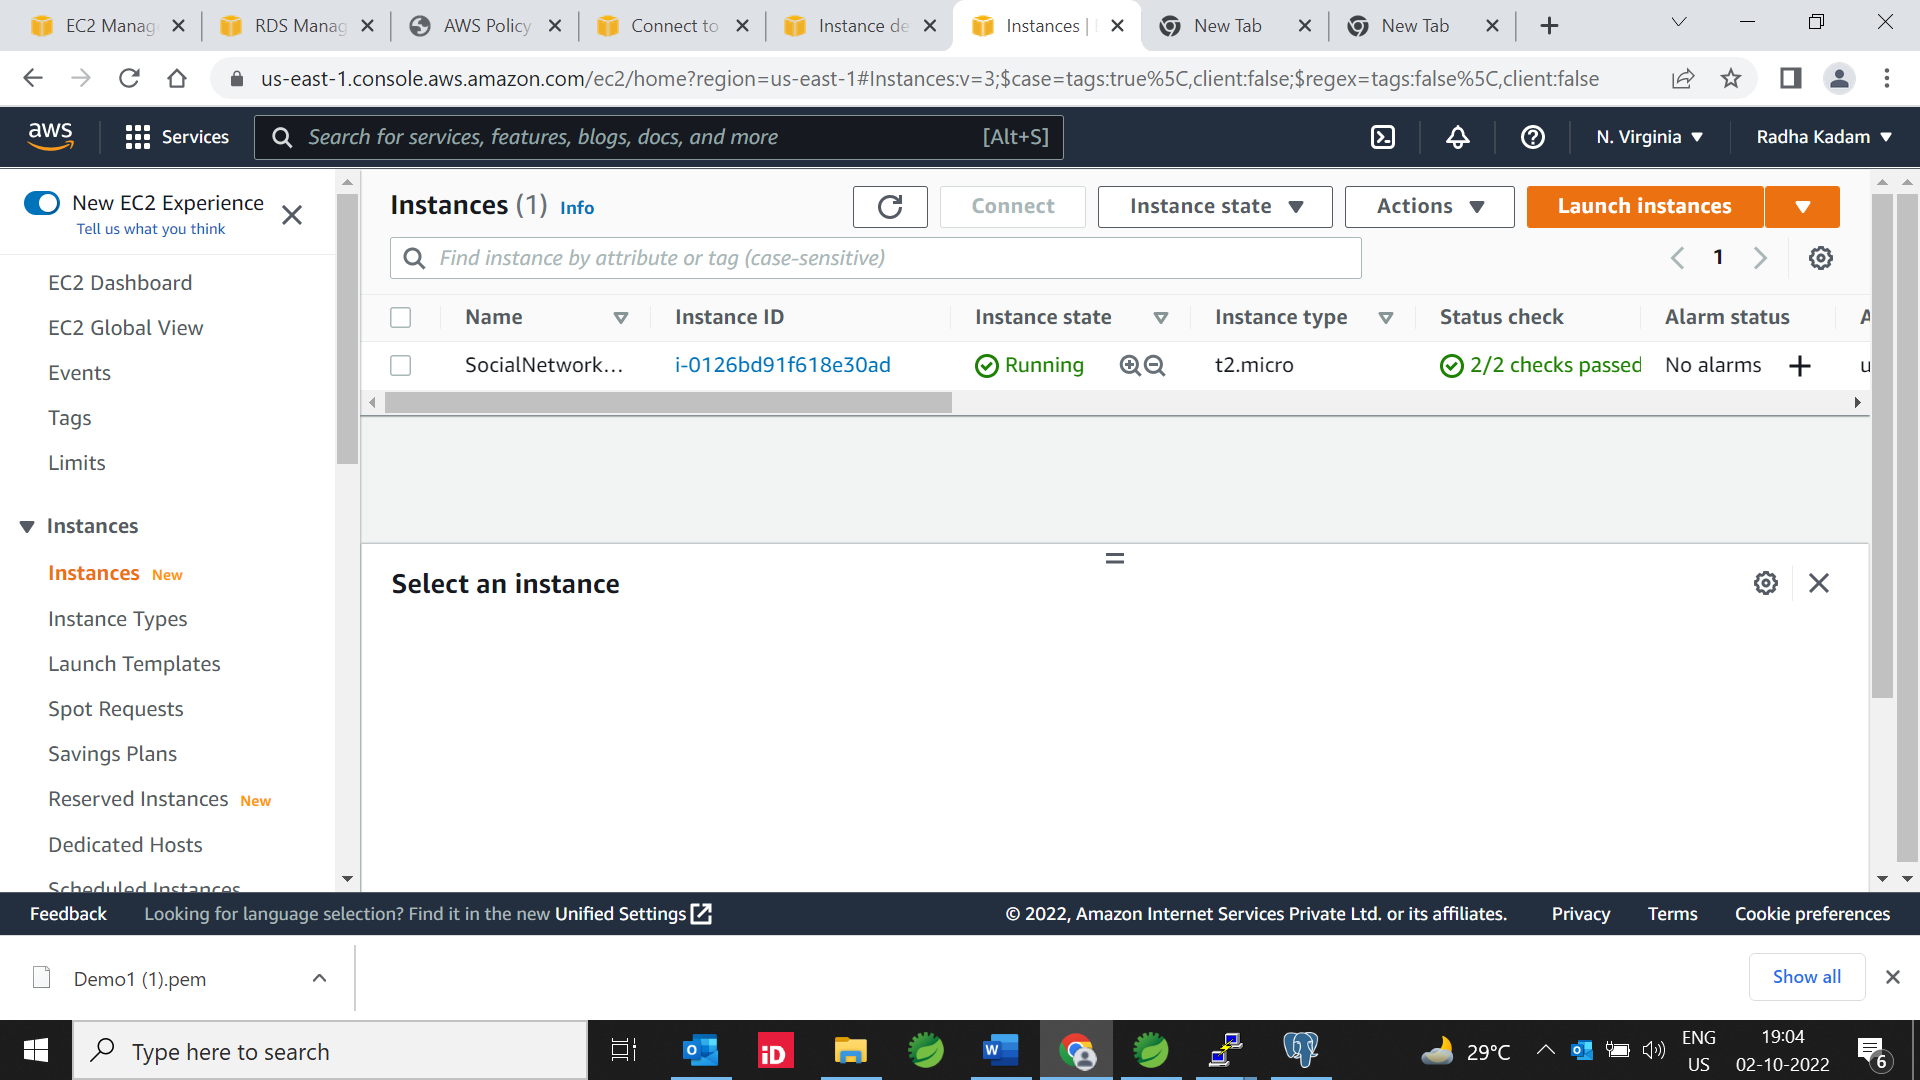 EC2 Manag
RDS Manag
AWS Policy
Connect to
Instance de
Instances |
New Tab
New Tab
us-east-1.console.aws.amazon.com/ec2/home?region=us-east-1#Instances:v=3;$case=tags:true%5C,client:false;$regex=tags:false%5C,client:false
aws
Services
Search for services, features, blogs, docs, and more
[Alt+S]
N. Virginia
Radha Kadam
New EC2 Experience
Tell us what you think
EC2 Dashboard
EC2 Global View
Events
Tags
Limits
Instances
Instances New
Instance Types
Launch Templates
Spot Requests
Savings Plans
Reserved Instances New
Dedicated Hosts
Scheduled Instances
Instances (1) Info
Connect
Instance state
Actions
Launch instances
Find instance by attribute or tag (case-sensitive)
1
Name Instance ID Instance state Instance type Status check Alarm status A
SocialNetwork... i-0126bd91f618e30ad Running t2.micro 2/2 checks passed No alarms + u
Select an instance
Feedback Looking for language selection? Find it in the new Unified Settings
© 2022, Amazon Internet Services Private Ltd. or its affiliates. Privacy Terms Cookie preferences
Demo1 (1).pem
Show all
Type here to search
iD
W
29°C
ENG
US
19:04
02-10-2022
6